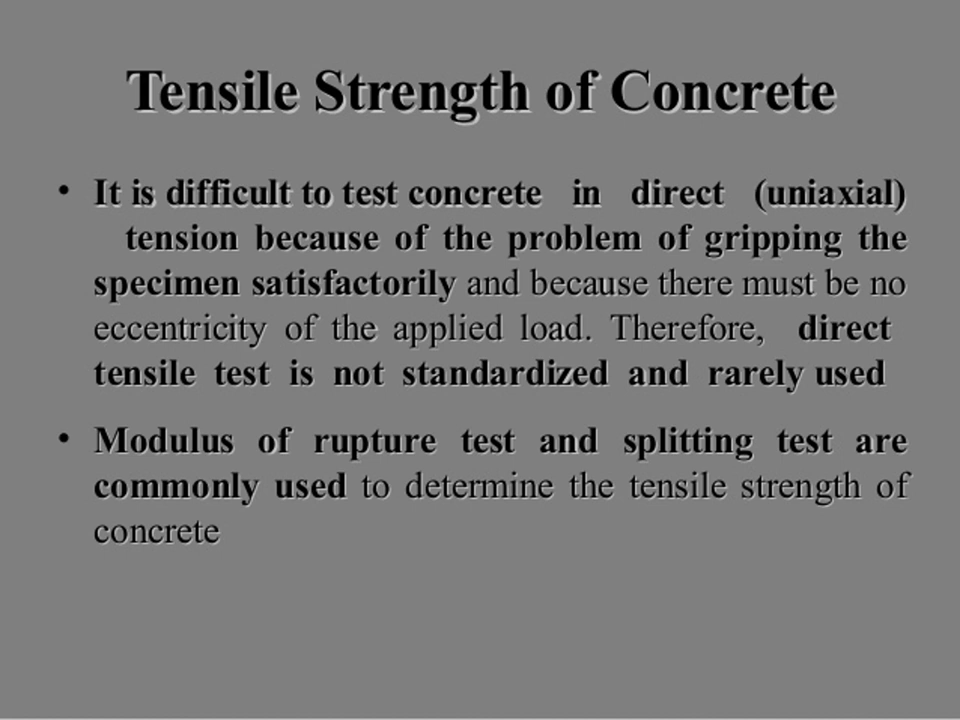 Tensile Strength of Concrete
• It is difficult to test concrete in direct (uniaxial)
tension because of the problem of gripping the
specimen satisfactorily and because there must be no
eccentricity of the applied load. Therefore, direct
tensile test is not standardized and rarely used
• Modulus of rupture test and splitting test are
commonly used to determine the tensile strength of
concrete